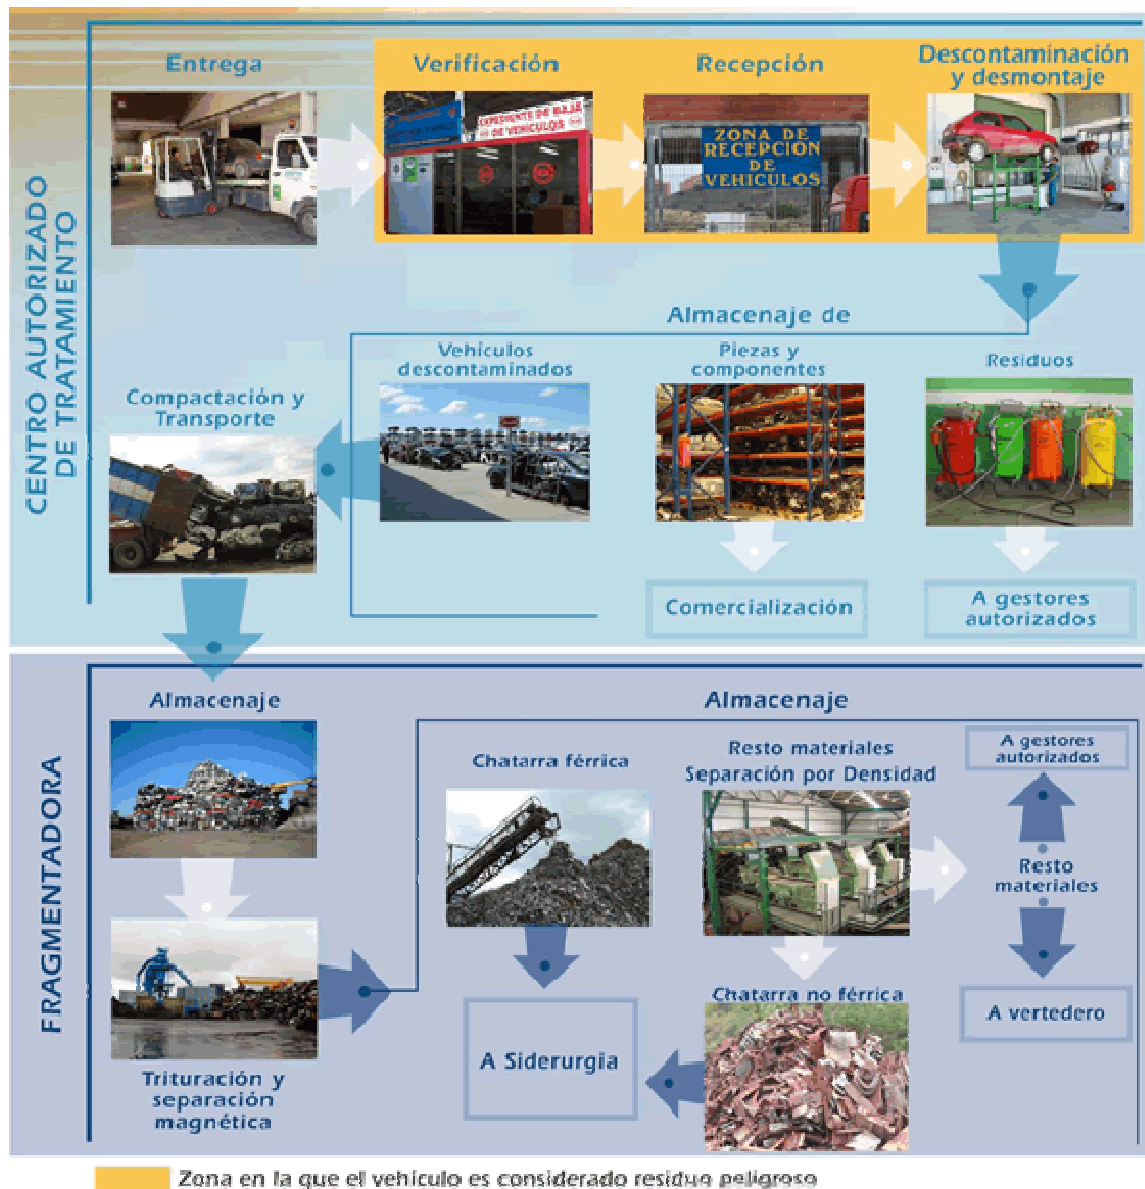 CENTRO AUTORIZADO
DE TRATAMIENTO
Entrega
Verificación
Recepción
Descontaminación
y desmontaje
EXPEDIENTE DE BAJA
DE VEHICULOS
ZONA DE
RECEPCIÓN
DE
VEHICULOS
Almacenaje de
Vehículos
descontaminados
Piezas y
componentes
Residuos
Compactación y
Transporte
Comercialización
A gestores
autorizados
FRAGMENTADORA
Almacenaje
Almacenaje
Chatarra férrica
Resto materiales
Separación por Densidad
A gestores
autorizados
Resto
materiales
A vertedero
Chatarra no férrica
A Siderurgia
Trituración y
separación
magnética
Zona en la que el vehículo es considerado residuo peligroso